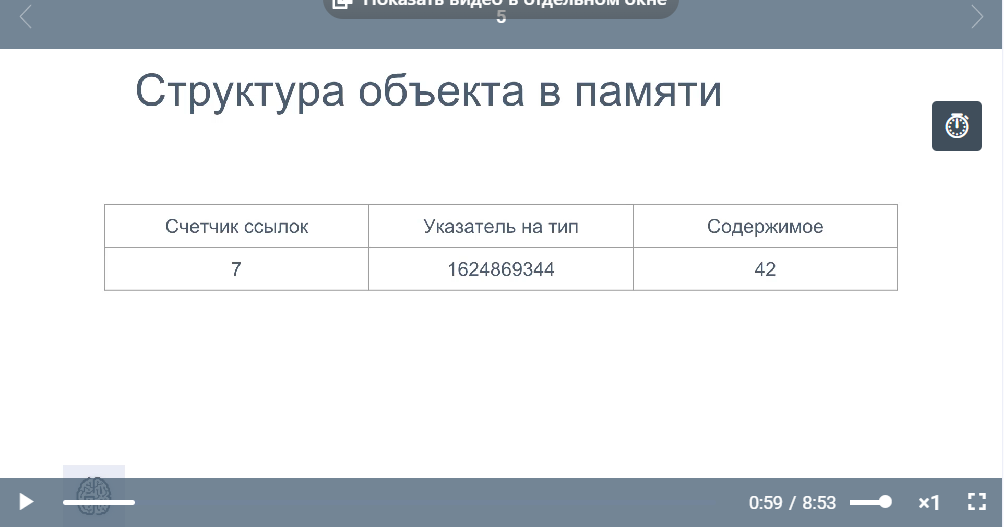 Показать видео в отдельном окне
5
Структура объекта в памяти
Счетчик ссылок Указатель на тип Содержимое
7 1624869344 42
0:59 / 8:53 ×1